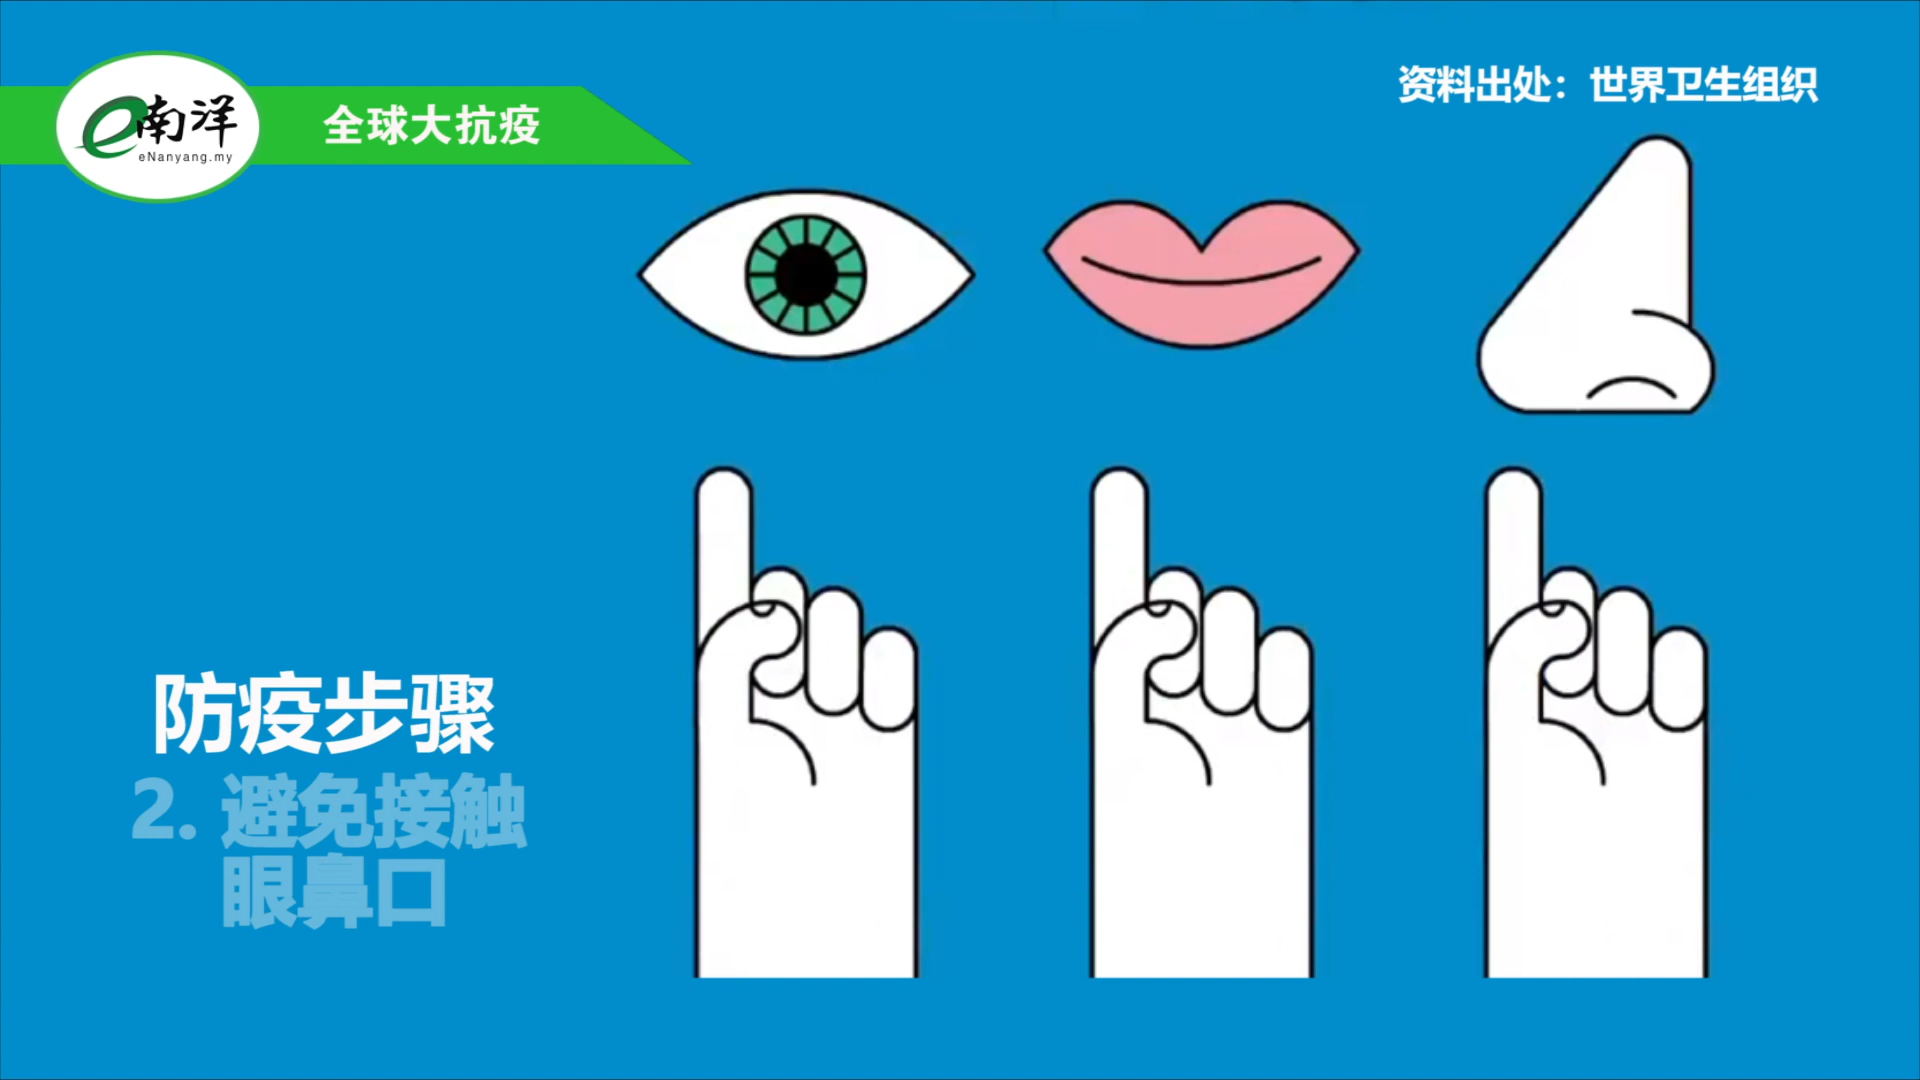 e南洋
eNanyang.my
全球大抗疫
资料出处：世界卫生组织
防疫步骤
2. 避免接触
眼鼻口